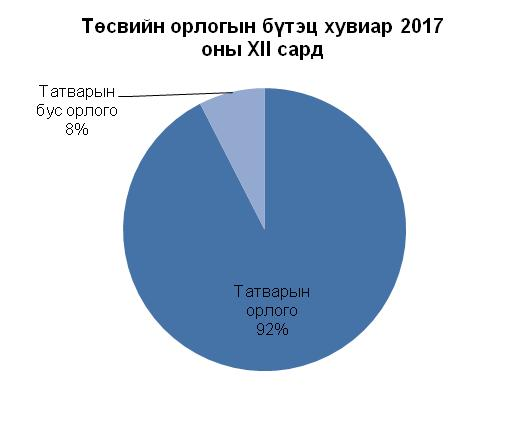 Төсвийн орлогын бүтэц хувиар 2017
оны XII сард
Татварын
бус орлого
8%
Татварын
орлого
92%